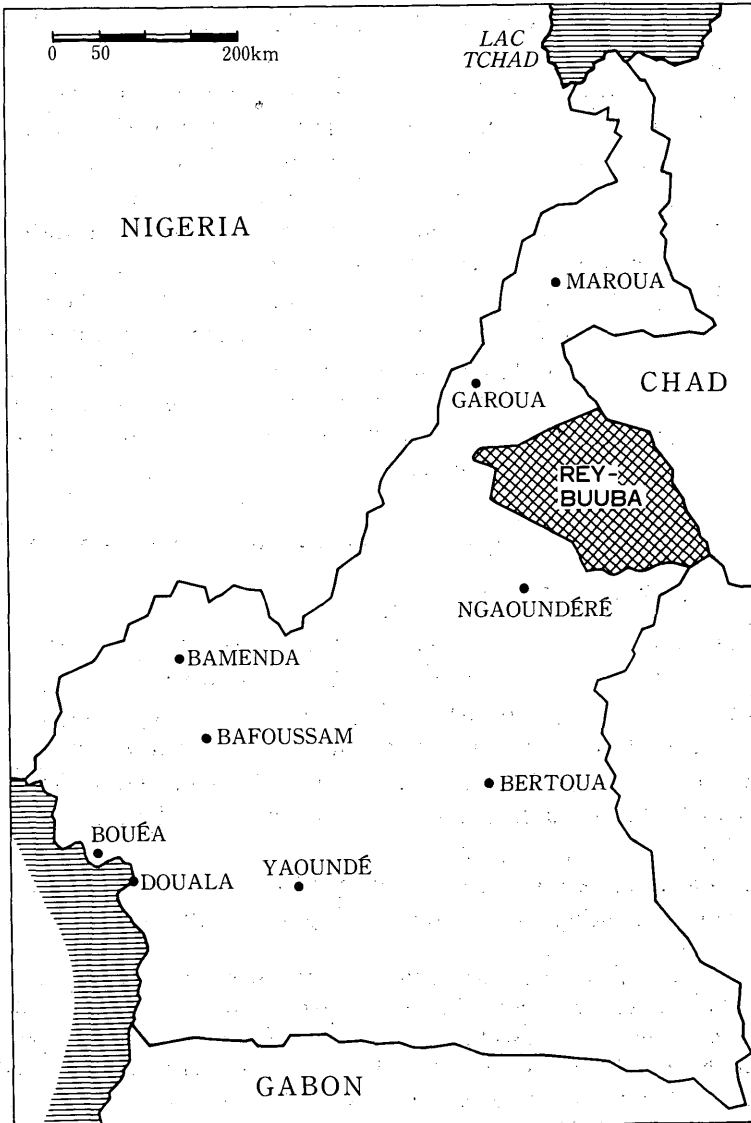 0 50 200km
LAC
TCHAD
NIGERIA
MAROUA
CHAD
GAROUA
REY-
BUUBA
NGAOUNDÉRÉ
BAMENDA
BAFOUSSAM
BERTOUA
BOUÉA
DOUALA
YAOUNDÉ
GABON